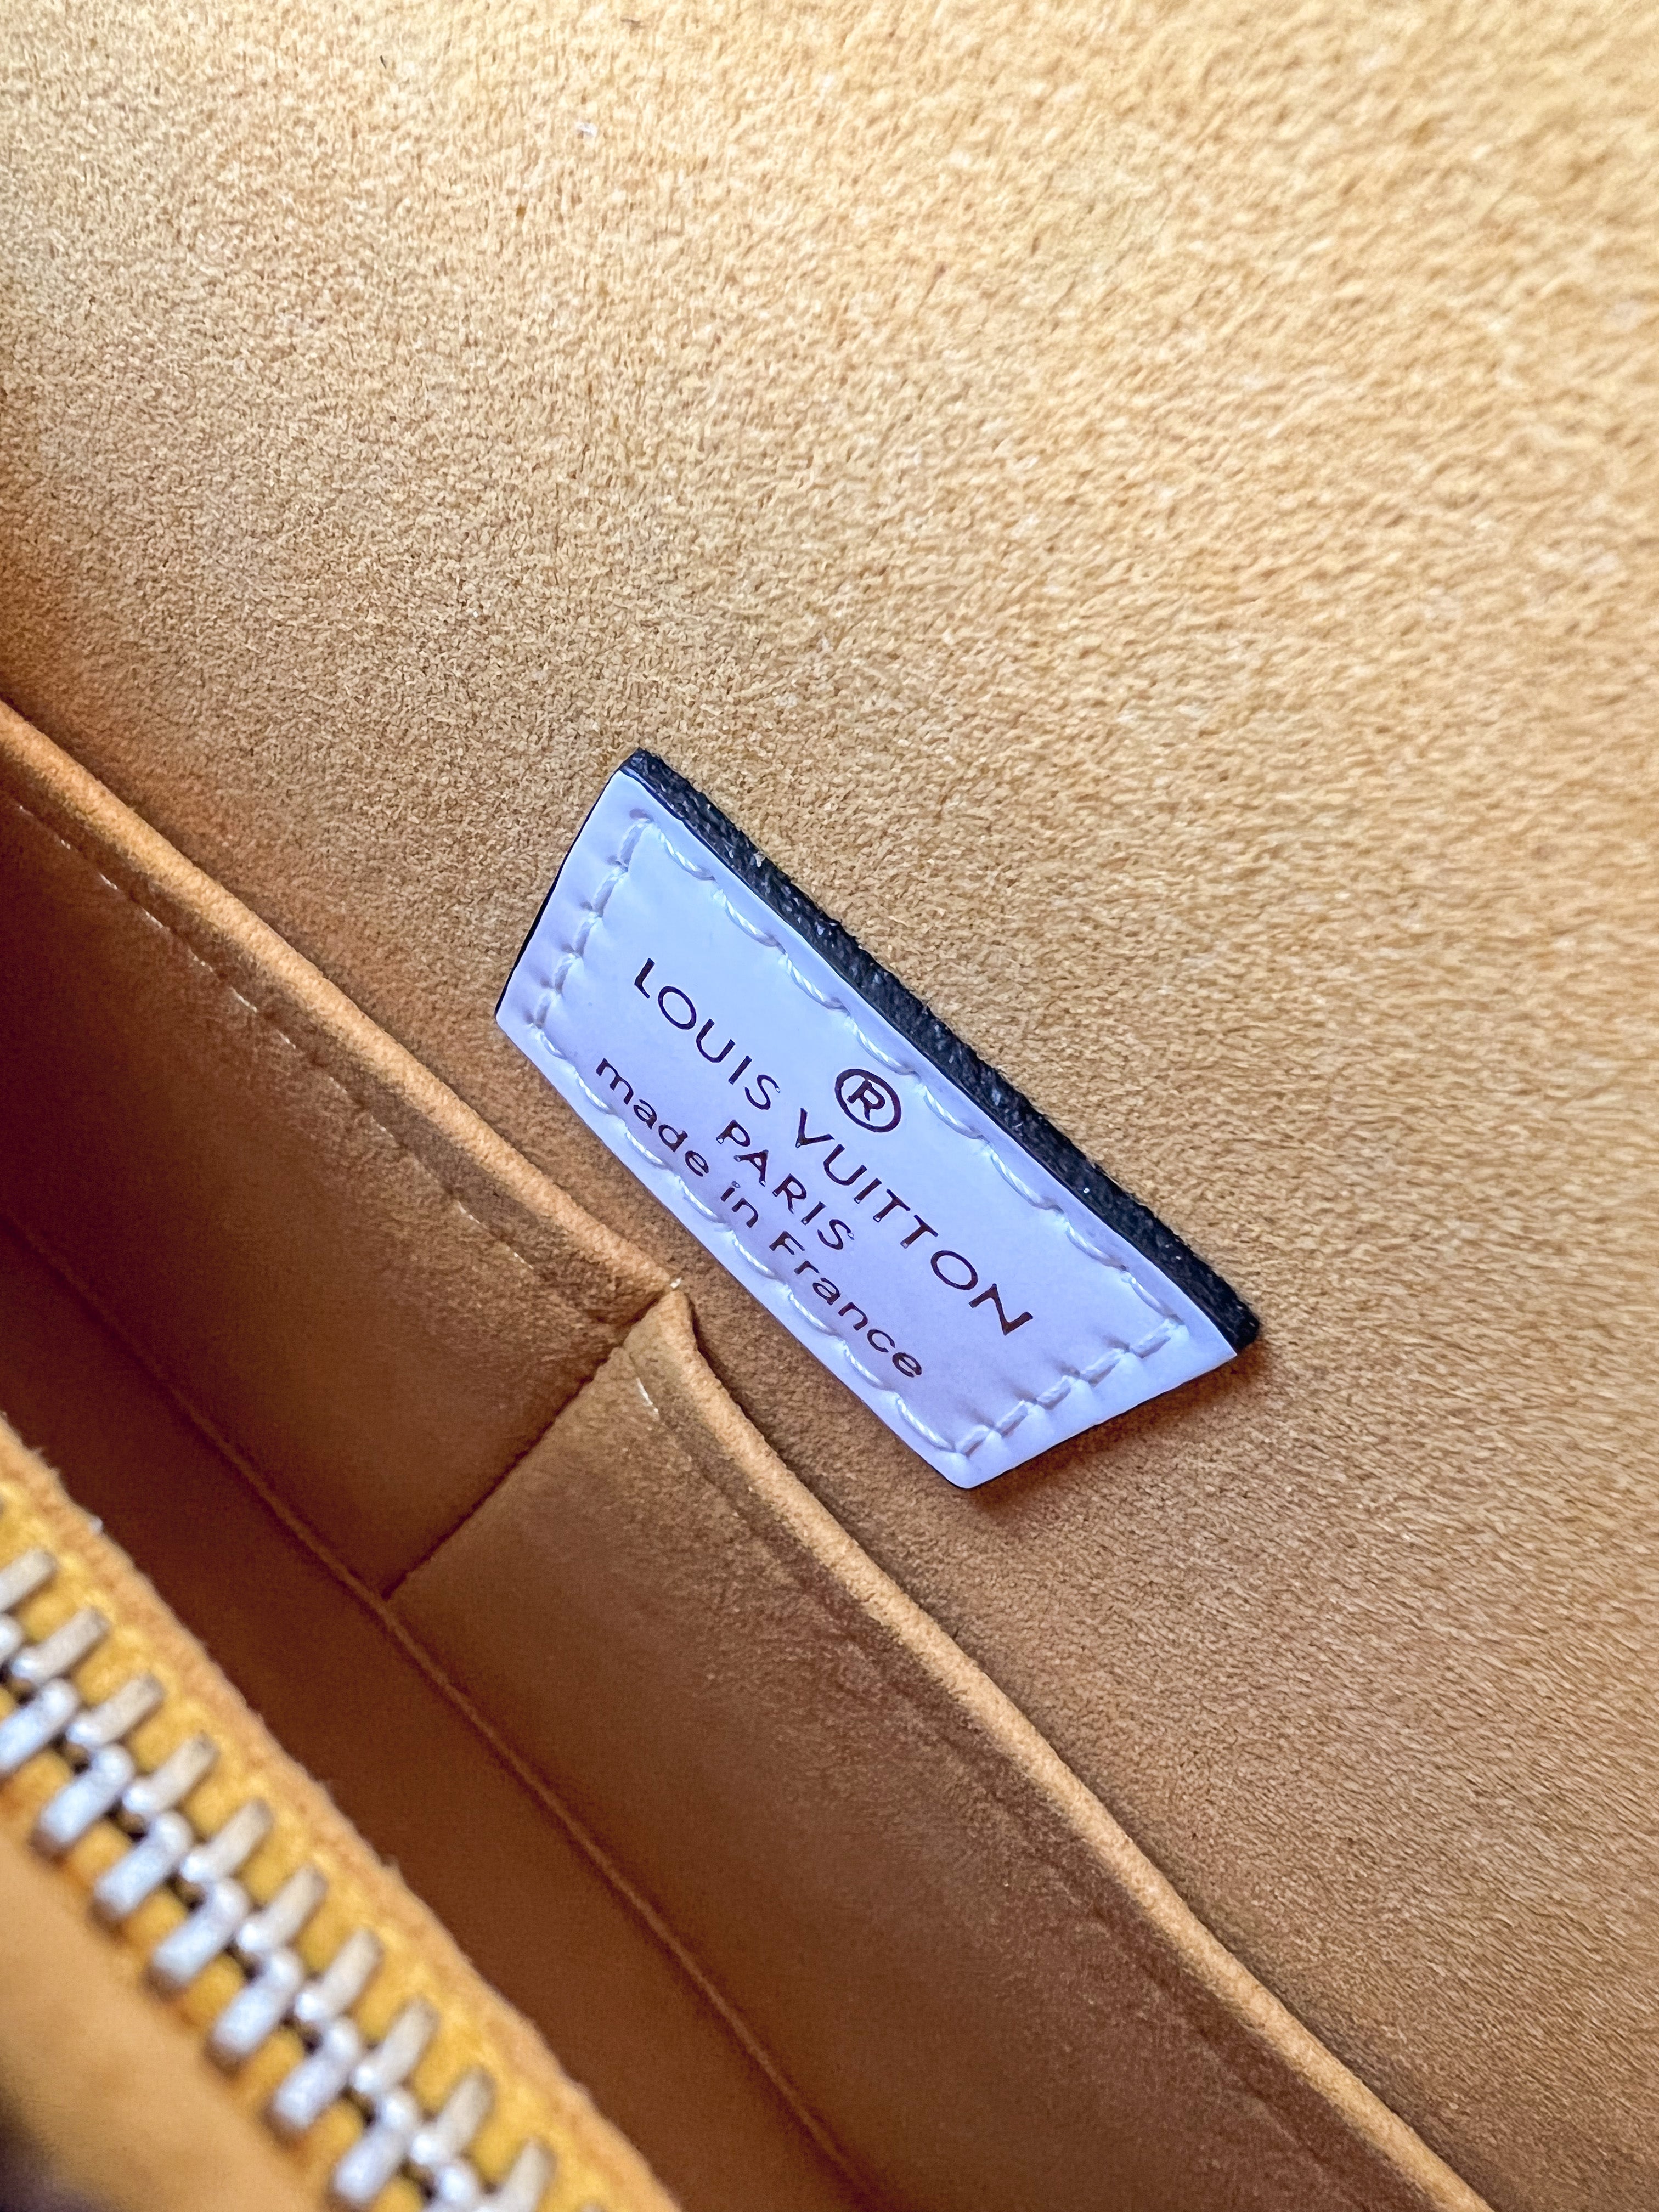 ®
LOUIS VUITTON
PARIS
made in France